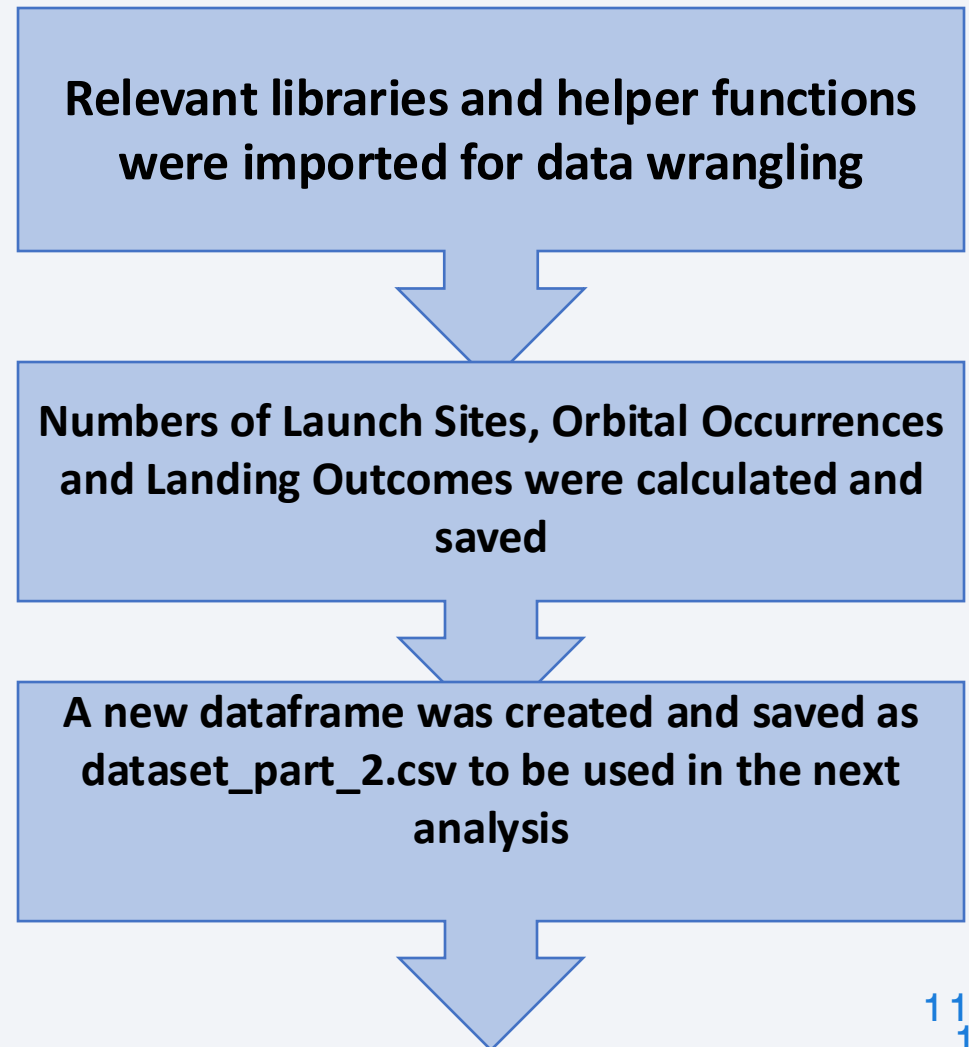 Relevant libraries and helper functions
were imported for data wrangling
Numbers of Launch Sites, Orbital Occurrences
and Landing Outcomes were calculated and
saved
A new dataframe was created and saved as
dataset_part_2.csv to be used in the next
analysis
11
1